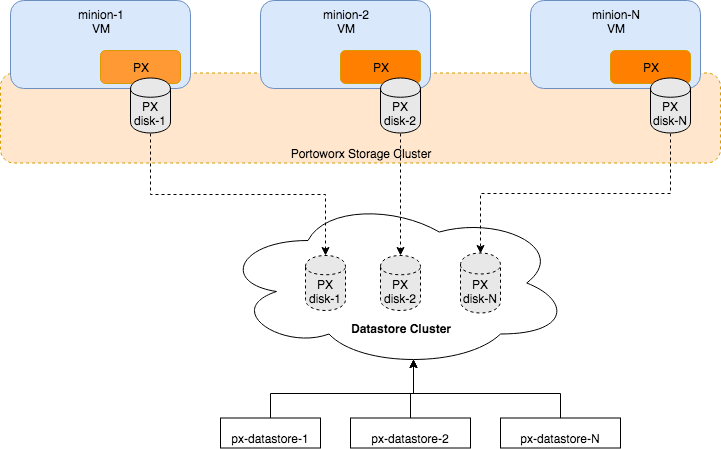 minion-1
VM
minion-2
VM
minion-N
VM
PX
PX
PX
PX
disk-1
PX
disk-2
PX
disk-N
Portoworx Storage Cluster
PX
disk-1
PX
disk-2
PX
disk-N
Datastore Cluster
px-datastore-1
px-datastore-2
px-datastore-N